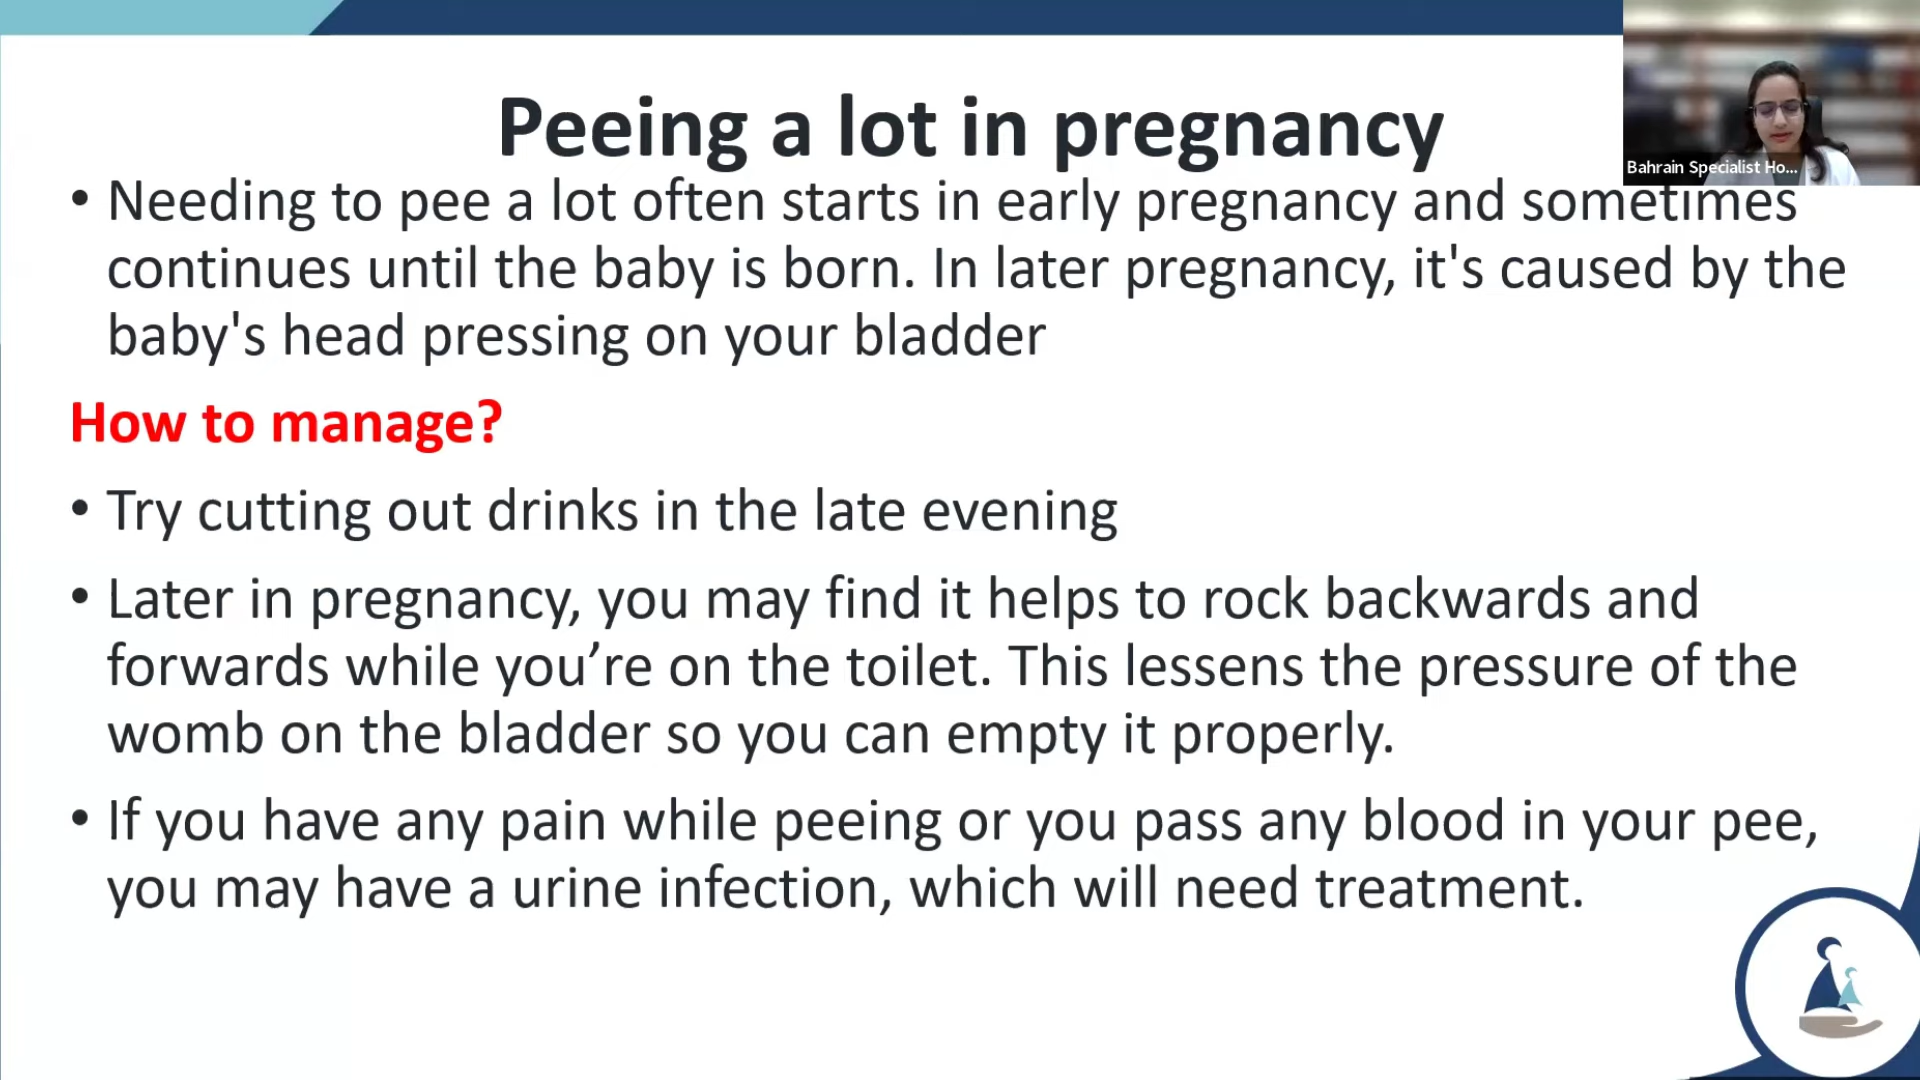 Peeing a lot in pregnancy
Bahrain Specialist Ho...
• Needing to pee a lot often starts in early pregnancy and sometimes
continues until the baby is born. In later pregnancy, it's caused by the
baby's head pressing on your bladder
How to manage?
• Try cutting out drinks in the late evening
• Later in pregnancy, you may find it helps to rock backwards and
forwards while you’re on the toilet. This lessens the pressure of the
womb on the bladder so you can empty it properly.
• If you have any pain while peeing or you pass any blood in your pee,
you may have a urine infection, which will need treatment.